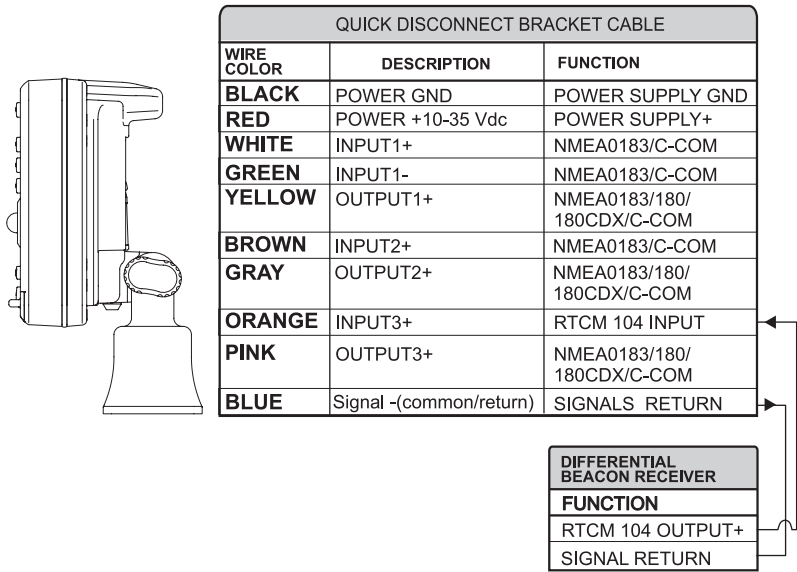 QUICK DISCONNECT BRACKET CABLE
WIRE COLOR DESCRIPTION FUNCTION
BLACK POWER GND POWER SUPPLY GND
RED POWER +10-35 Vdc POWER SUPPLY+
WHITE INPUT1+ NMEA0183/C-COM
GREEN INPUT1- NMEA0183/C-COM
YELLOW OUTPUT1+ NMEA0183/180/
180CDX/C-COM
BROWN INPUT2+ NMEA0183/C-COM
GRAY OUTPUT2+ NMEA0183/180/
180CDX/C-COM
ORANGE INPUT3+ RTCM 104 INPUT
PINK OUTPUT3+ NMEA0183/180/
180CDX/C-COM
BLUE Signal -(common/return) SIGNALS RETURN
DIFFERENTIAL
BEACON RECEIVER
FUNCTION
RTCM 104 OUTPUT+
SIGNAL RETURN